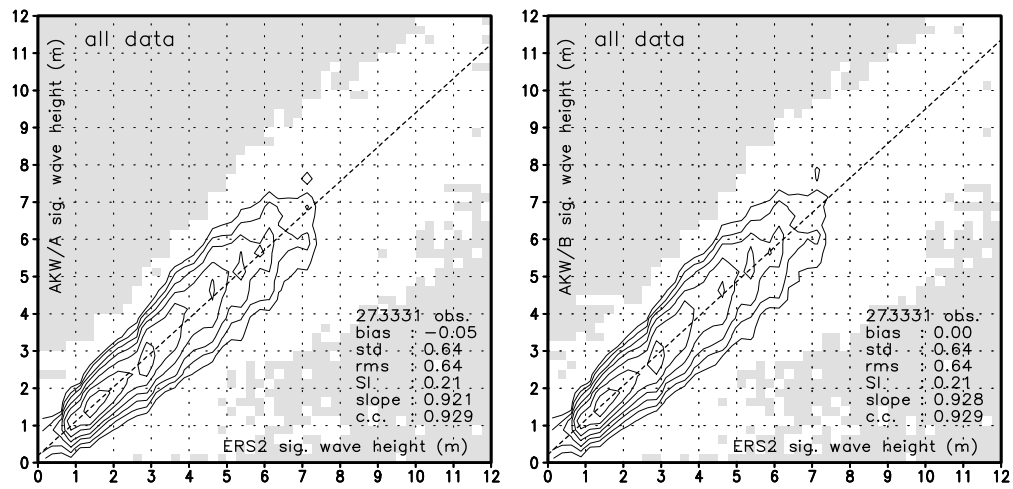 all data
AKW/A sig. wave height (m)
12
11
10
9
8
7
6
5
4
3
2
1
0
273331 obs.
bias : −0.05
std : 0.64
rms : 0.64
SI : 0.21
slope : 0.921
c.c. : 0.929
ERS2 sig. wave height (m)
0 1 2 3 4 5 6 7 8 9 10 11 12
all data
AKW/B sig. wave height (m)
12
11
10
9
8
7
6
5
4
3
2
1
0
273331 obs.
bias : 0.00
std : 0.64
rms : 0.64
SI : 0.21
slope : 0.928
c.c. : 0.929
ERS2 sig. wave height (m)
0 1 2 3 4 5 6 7 8 9 10 11 12